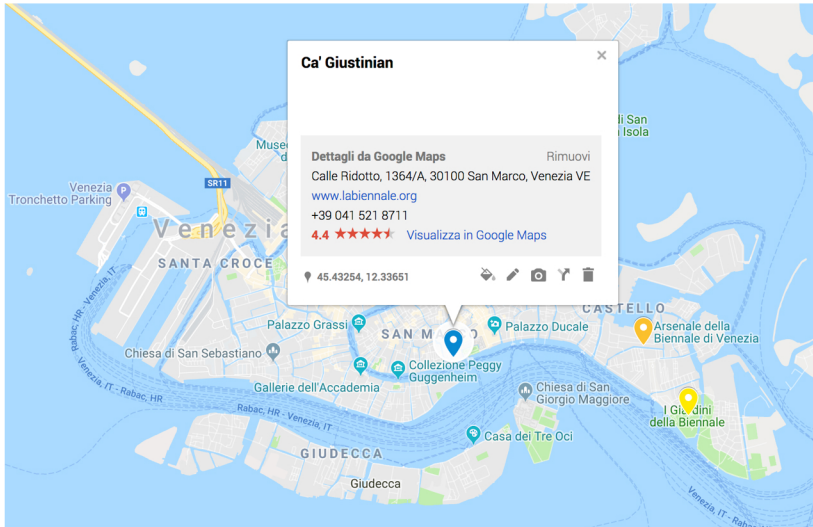 Ca' Giustinian
×
Dettagli da Google Maps Rimuovi
Calle Ridotto, 1364/A, 30100 San Marco, Venezia VE
www.labiennale.org
+39 041 521 8711
4.4 Visualizza in Google Maps
45.43254, 12.33651
di San
Isola
Muse
d
SR11
Venezia
Tronchetto Parking
Venezia
SANTA CROCE
Rabac, HR - Venezia, IT
CASTELLO
Palazzo Grassi
SAN MA O
Palazzo Ducale
Arsenale della
Biennale di Venezia
Chiesa di San Sebastiano
Collezione Peggy
Guggenheim
Gallerie dell'Accademia
Chiesa di San
Giorgio Maggiore
I Giardini
della Biennale
Venezia, IT - Rabac, HR
Rabac, HR - Venezia, IT
Casa dei Tre Oci
GIUDECCA
Giudecca
Venezia, IT - Ra